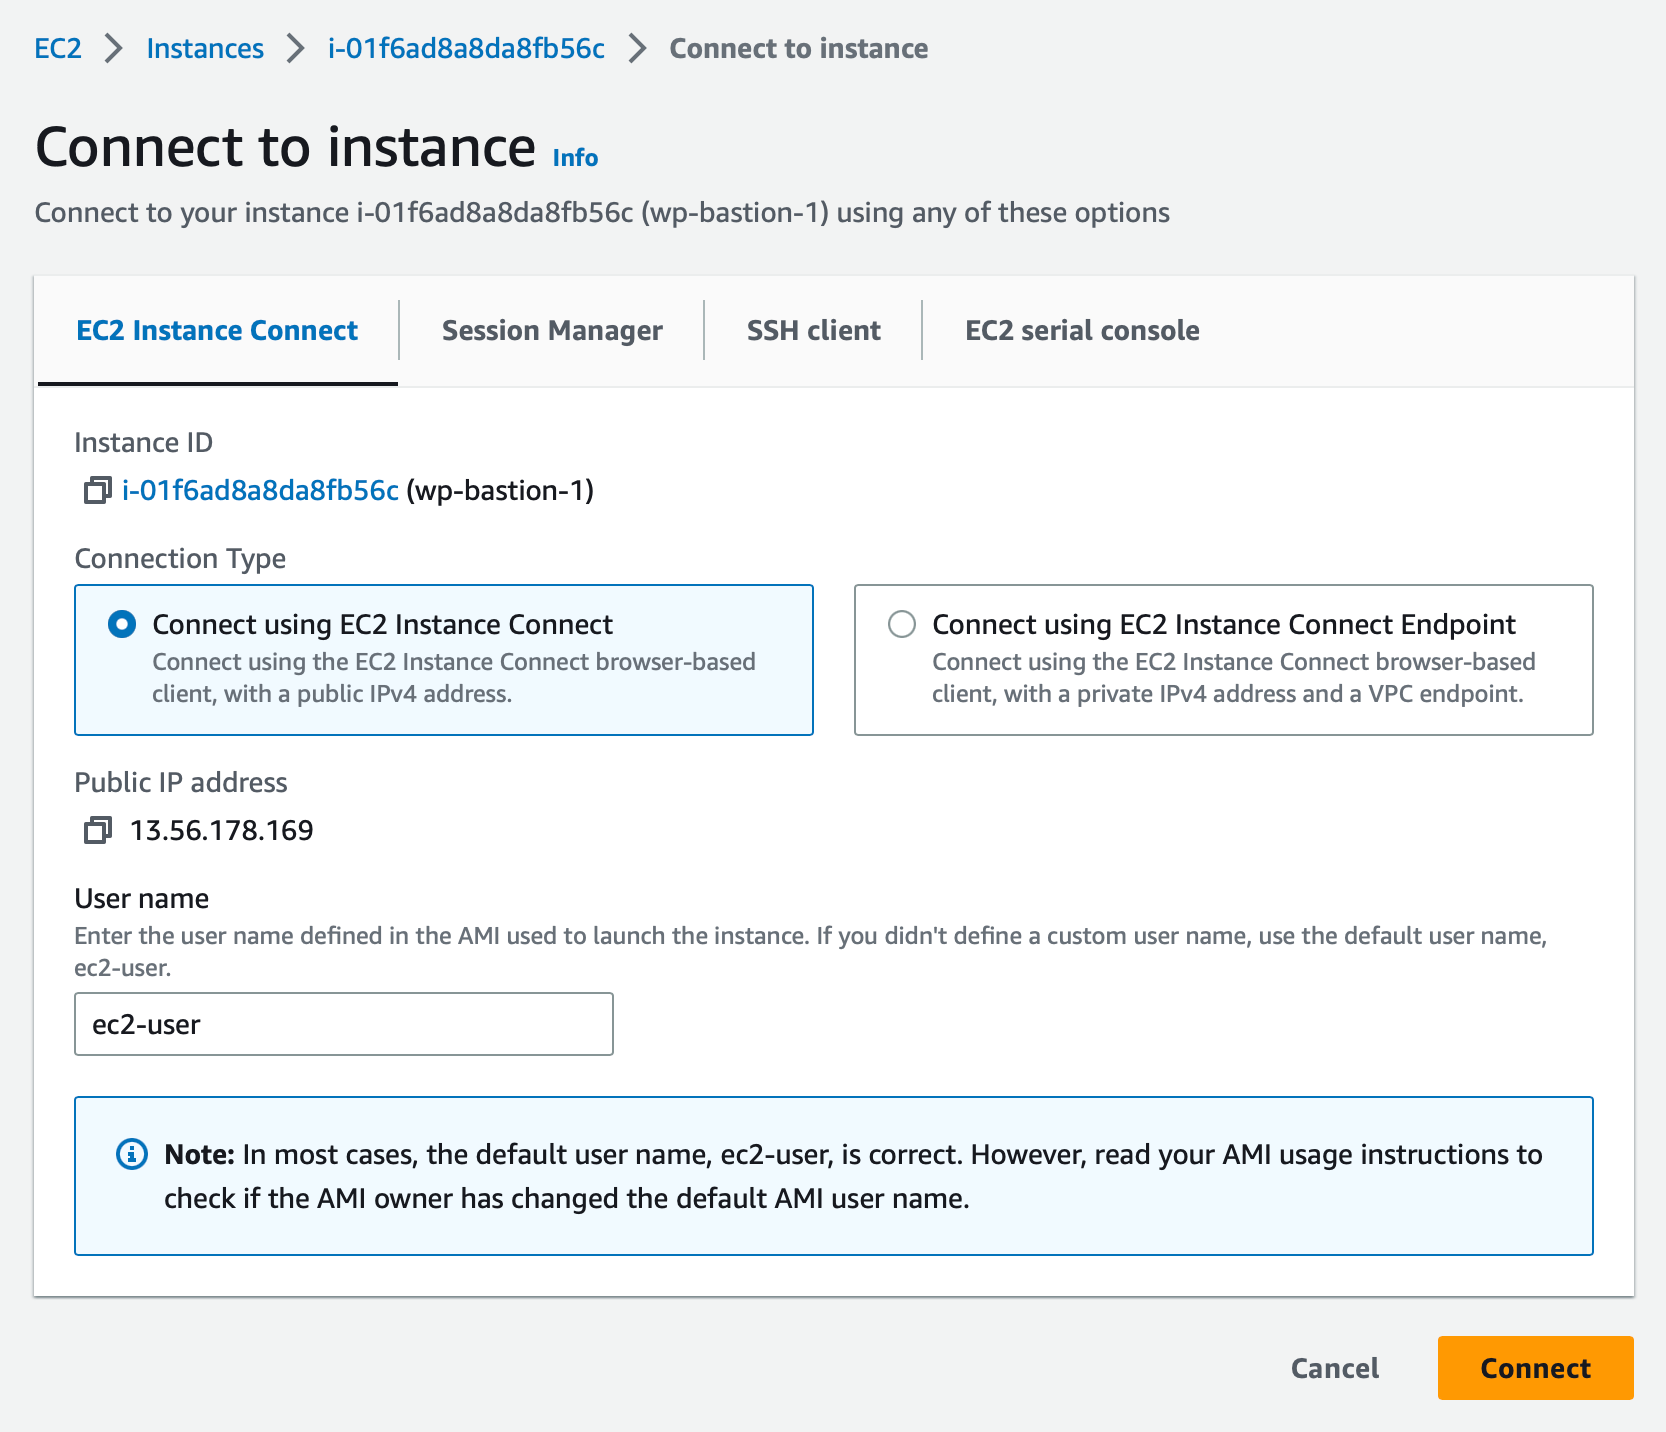 EC2 > Instances > i-01f6ad8a8da8fb56c > Connect to instance
Connect to instance Info
Connect to your instance i-01f6ad8a8da8fb56c (wp-bastion-1) using any of these options
EC2 Instance Connect Session Manager SSH client EC2 serial console
Instance ID
i-01f6ad8a8da8fb56c (wp-bastion-1)
Connection Type
Connect using EC2 Instance Connect
Connect using the EC2 Instance Connect browser-based
client, with a public IPv4 address.
Connect using EC2 Instance Connect Endpoint
Connect using the EC2 Instance Connect browser-based
client, with a private IPv4 address and a VPC endpoint.
Public IP address
13.56.178.169
User name
Enter the user name defined in the AMI used to launch the instance. If you didn't define a custom user name, use the default user name,
ec2-user.
ec2-user
Note: In most cases, the default user name, ec2-user, is correct. However, read your AMI usage instructions to
check if the AMI owner has changed the default AMI user name.
Cancel Connect